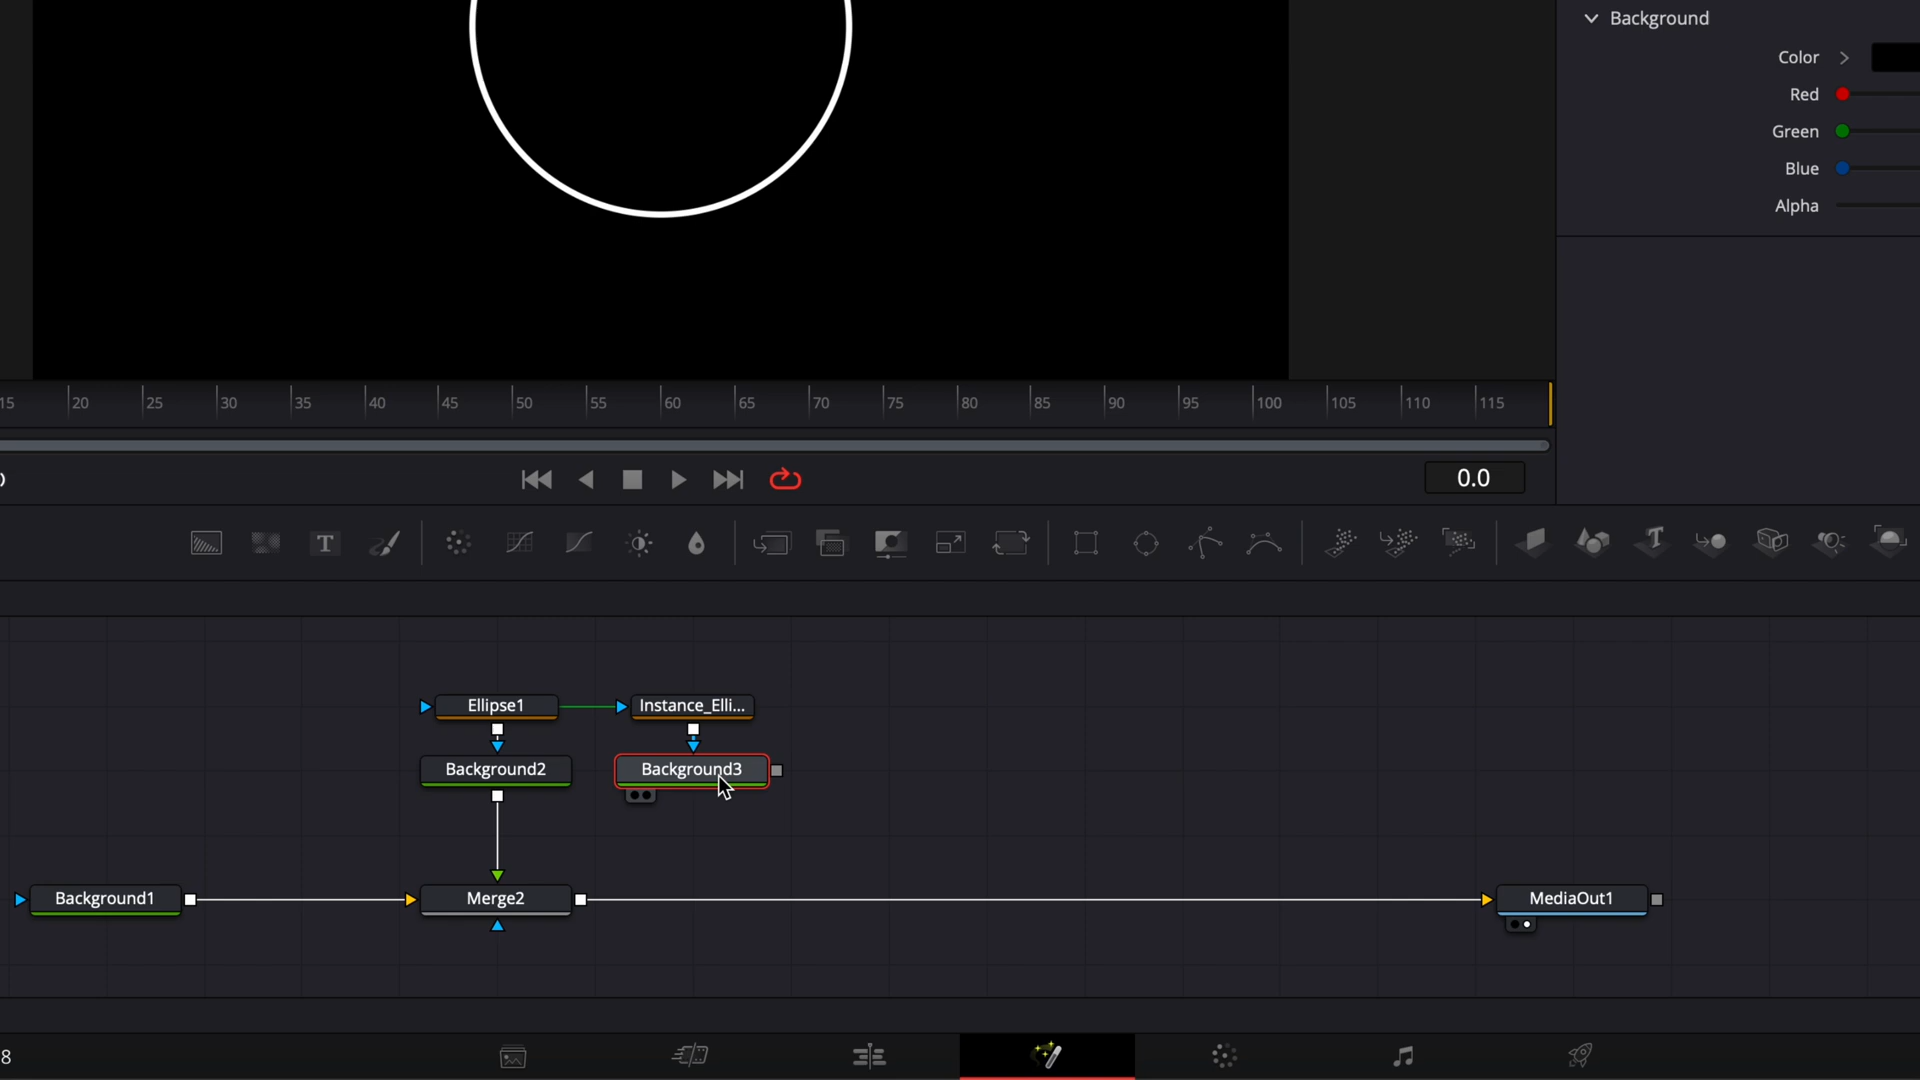 Background
Color
Red
Green
Blue
Alpha
15 20 25 30 35 40 45 50 55 60 65 70 75 80 85 90 95 100 105 110 115
0.0
T
Ellipse1
Instance_Elli...
Background2
Background3
Background1
Merge2
MediaOut1
8